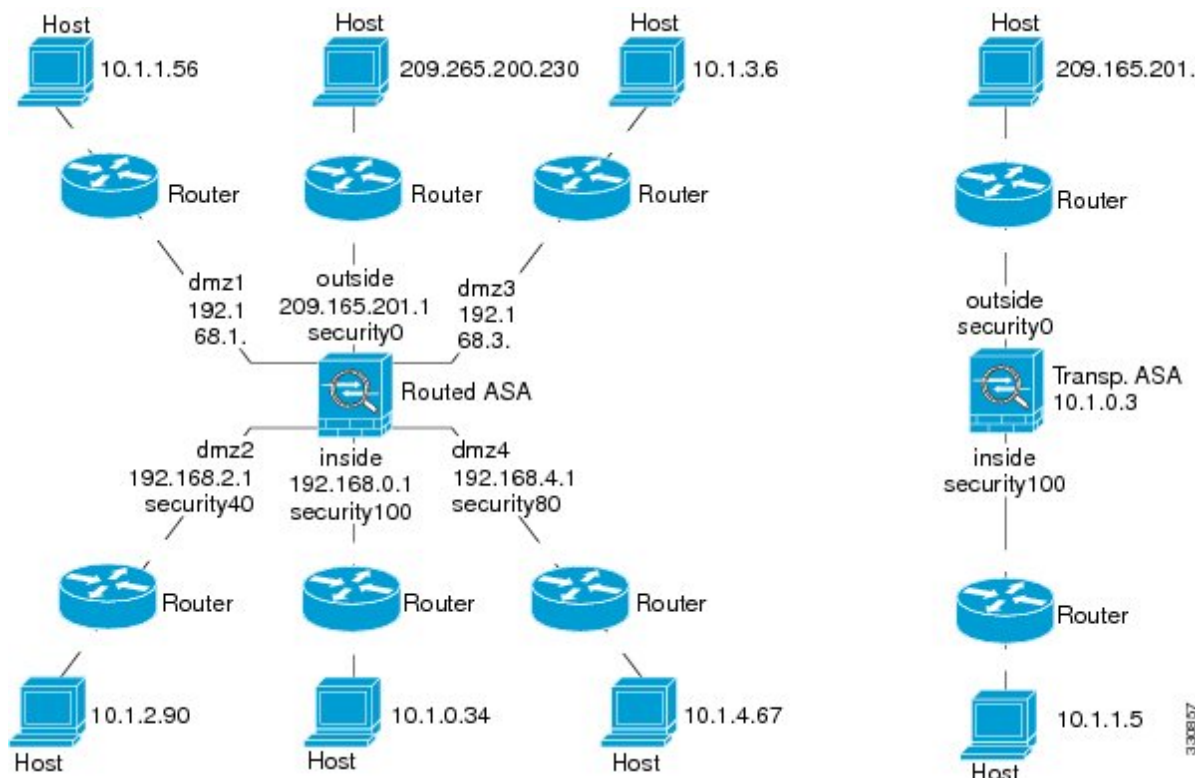 Host
10.1.1.56
Host
209.265.200.230
Host
10.1.3.6
Host
209.165.201.
Router
Router
Router
Router
dmz1
192.1
68.1.
outside
209.165.201.1
security0
dmz3
192.1
68.3.
outside
security0
Routed ASA
Transp. ASA
10.1.0.3
dmz2
192.168.2.1
security40
inside
192.168.0.1
security100
dmz4
192.168.4.1
security80
inside
security100
Router
Router
Router
Router
10.1.2.90
Host
10.1.0.34
Host
10.1.4.67
Host
10.1.1.5
Host
330857